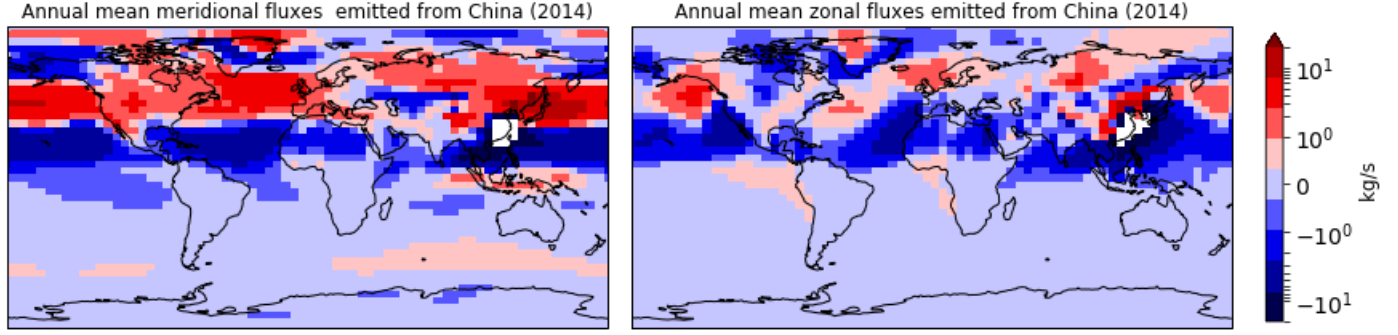 Annual mean meridional fluxes  emitted from China (2014)
Annual mean zonal fluxes emitted from China (2014)
10¹
10⁰
0
−10⁰
−10¹
kg/s